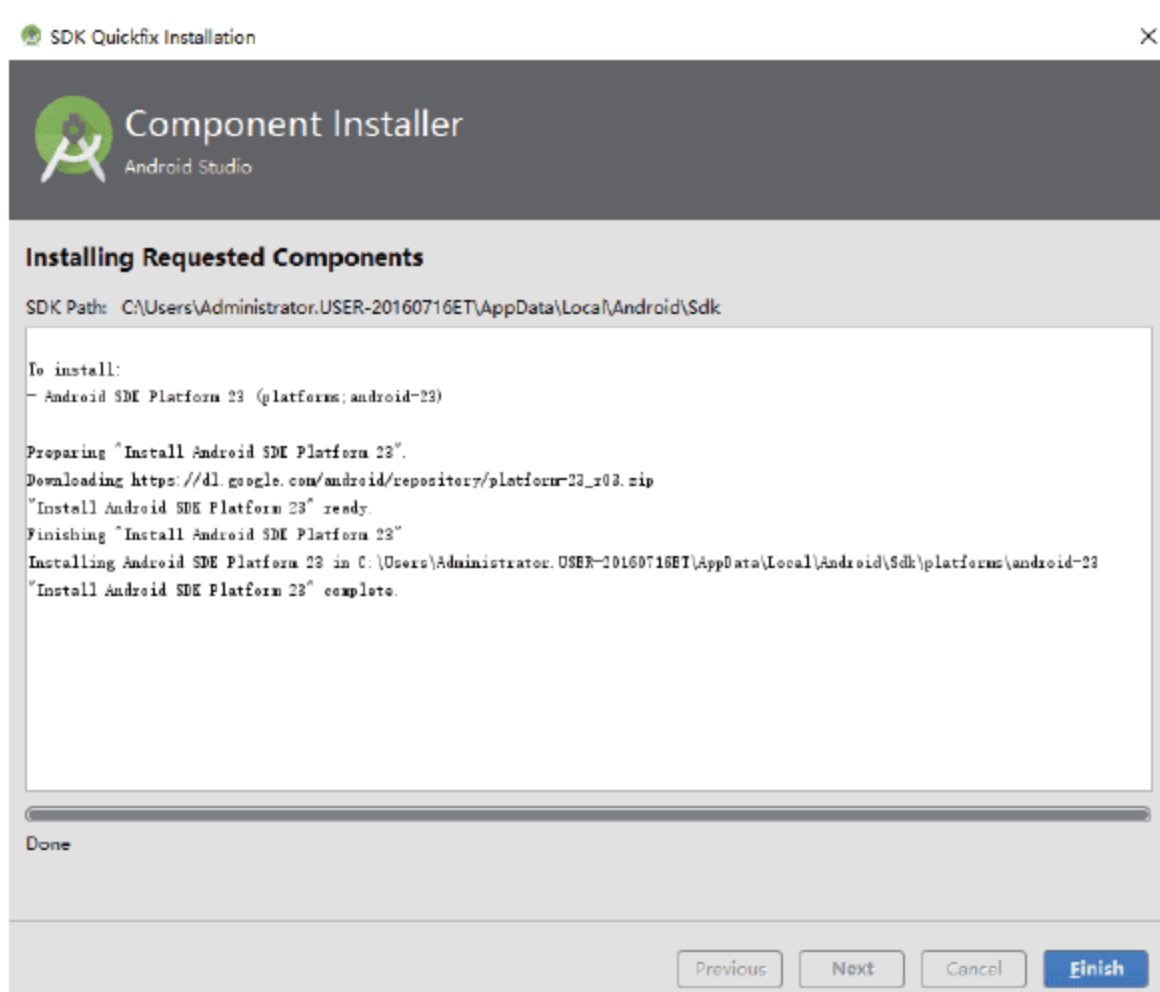 SDK Quickfix Installation
Component Installer
Android Studio
Installing Requested Components
SDK Path: C:\Users\Administrator.USER-20160716ET\AppData\Local\Android\Sdk
To install:
- Android SDK Platform 23 (platforms;android-23)
Preparing "Install Android SDK Platform 23".
Downloading https://dl.google.com/android/repository/platform-23_r03.zip
"Install Android SDK Platform 23" ready.
Finishing "Install Android SDK Platform 23"
Installing Android SDK Platform 23 in C:\Users\Administrator.USER-20160716ET\AppData\Local\Android\Sdk\platforms\android-23
"Install Android SDK Platform 23" complete.
Done
Previous Next Cancel Finish